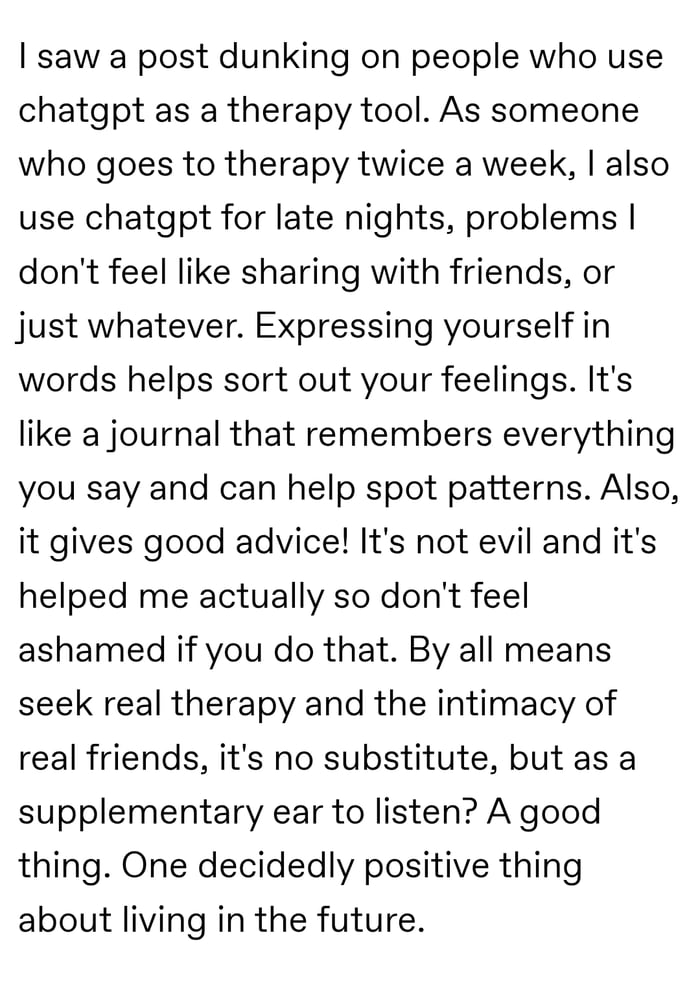 I saw a post dunking on people who use
chatgpt as a therapy tool. As someone
who goes to therapy twice a week, I also
use chatgpt for late nights, problems I
don't feel like sharing with friends, or
just whatever. Expressing yourself in
words helps sort out your feelings. It's
like a journal that remembers everything
you say and can help spot patterns. Also,
it gives good advice! It's not evil and it's
helped me actually so don't feel
ashamed if you do that. By all means
seek real therapy and the intimacy of
real friends, it's no substitute, but as a
supplementary ear to listen? A good
thing. One decidedly positive thing
about living in the future.